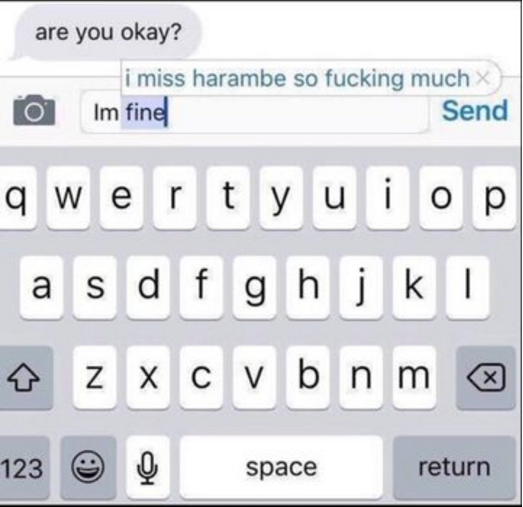 are you okay?
i miss harambe so fucking much ×
Im fine
Send
q w e r t y u i o p
a s d f g h j k l
z x c v b n m
123 space return